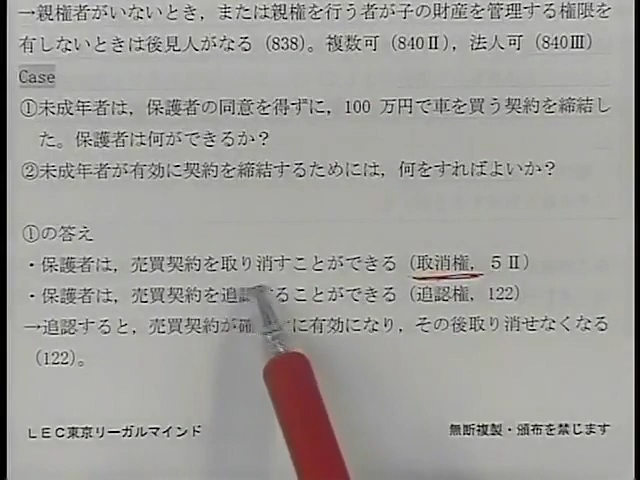 →親権者がいないとき，または親権を行う者が子の財産を管理する権限を
有しないときは後見人がなる（838）。複数可（840Ⅱ），法人可（840Ⅲ）
Case
①未成年者は，保護者の同意を得ずに，100 万円で車を買う契約を締結し
た。保護者は何ができるか？
②未成年者が有効に契約を締結するためには，何をすればよいか？
①の答え
・保護者は，売買契約を取り消すことができる（取消権，５Ⅱ）
・保護者は，売買契約を追認することができる（追認権，122）
→追認すると，売買契約が確 に有効になり，その後取り消せなくなる
（122）。
ＬＥＣ東京リーガルマインド
無断複製・頒布を禁じます